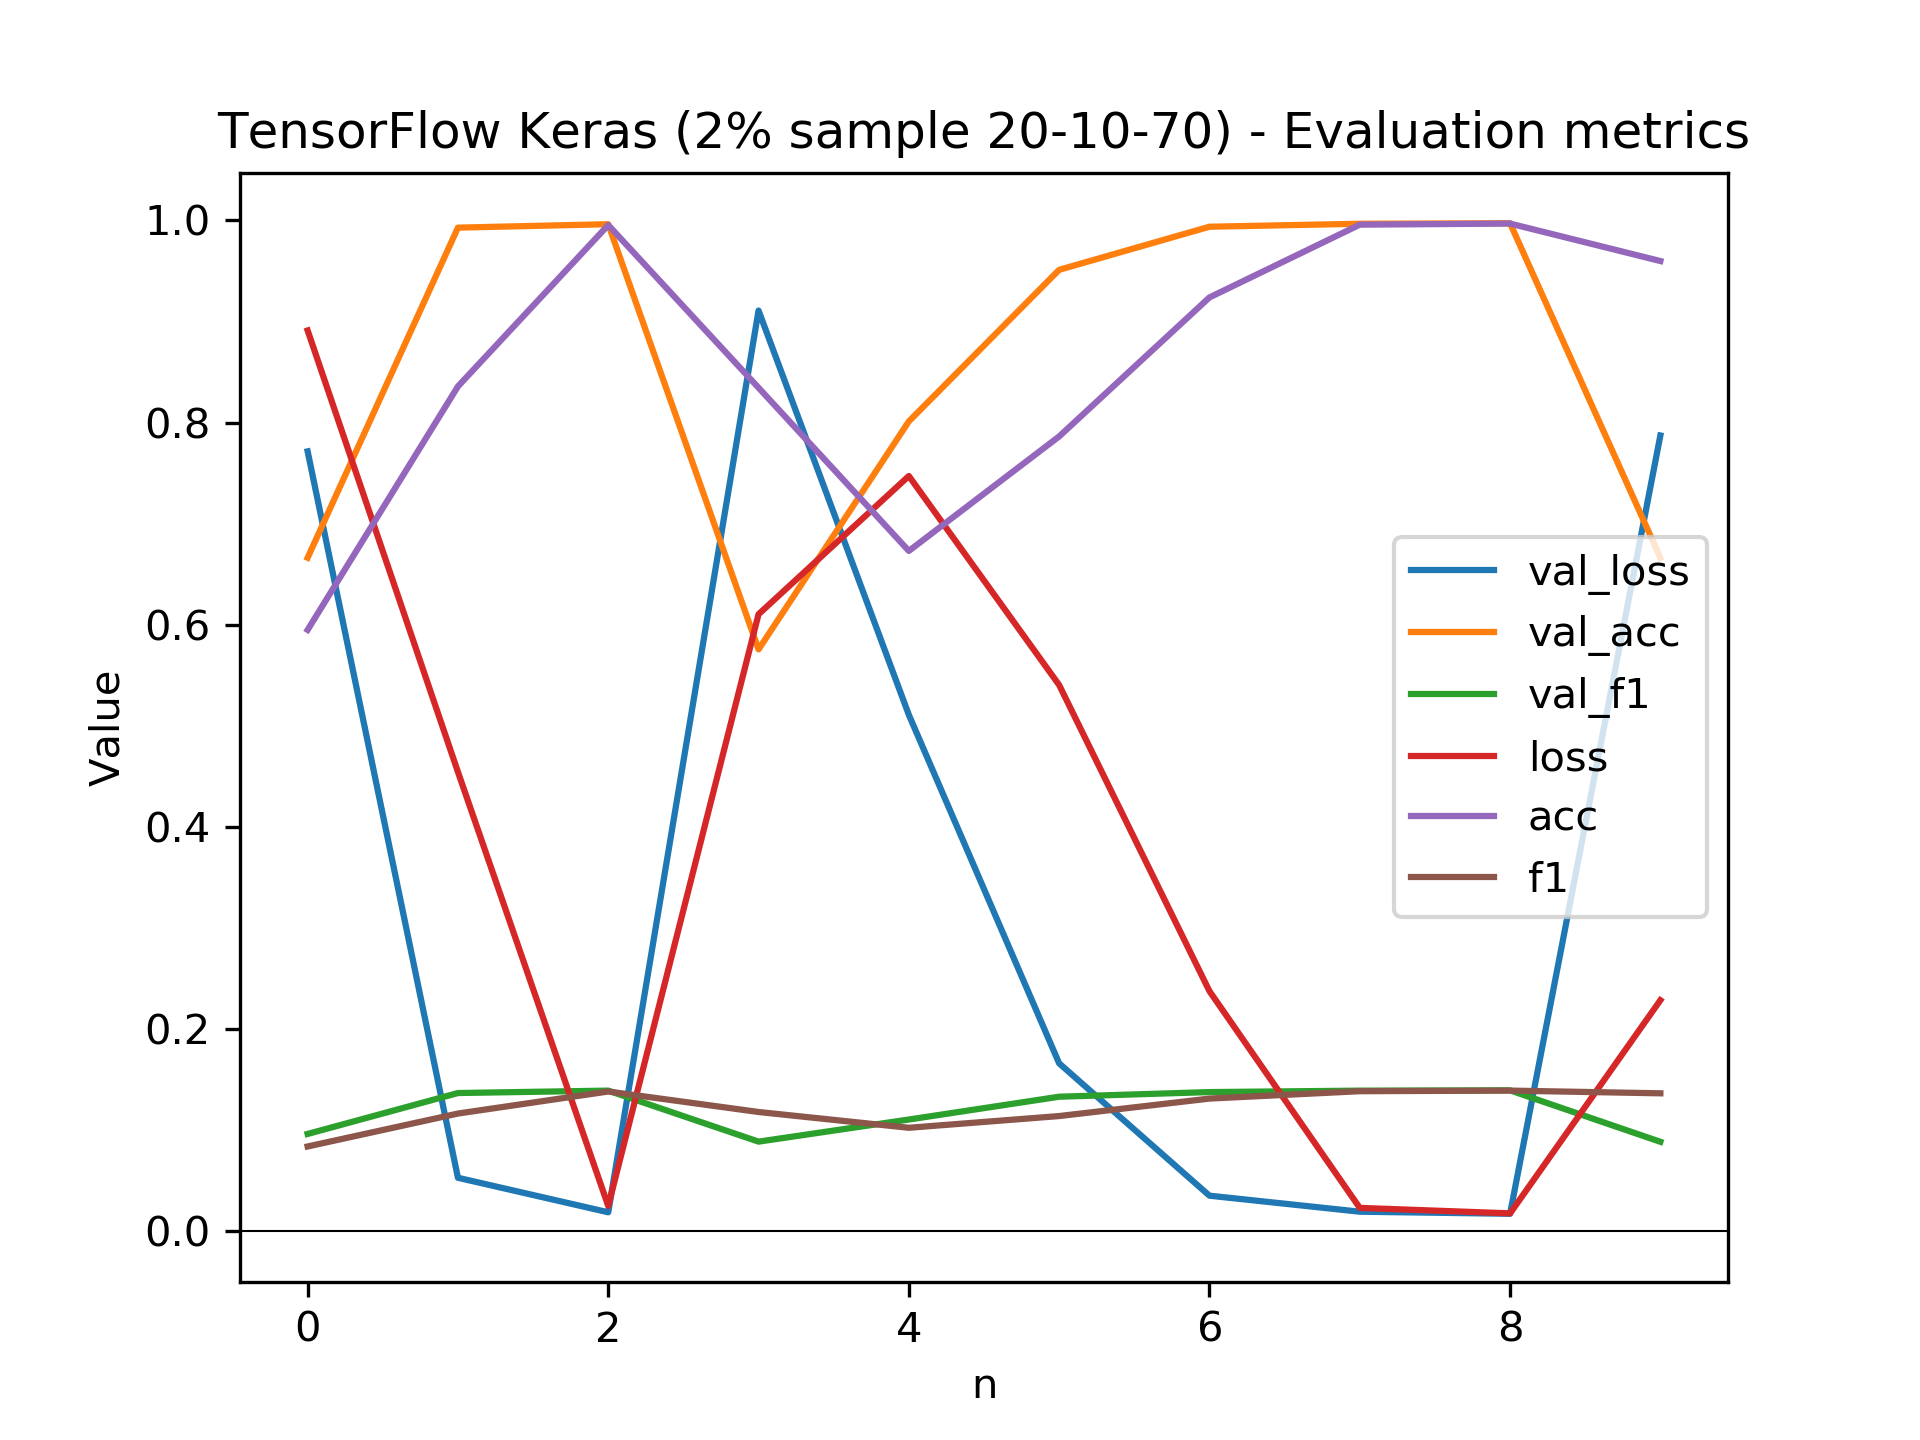 TensorFlow Keras (2% sample 20-10-70) - Evaluation metrics
1.0
0.8
0.6
0.4
0.2
0.0
Value
val_loss
val_acc
val_f1
loss
acc
f1
0 2 4 6 8
n